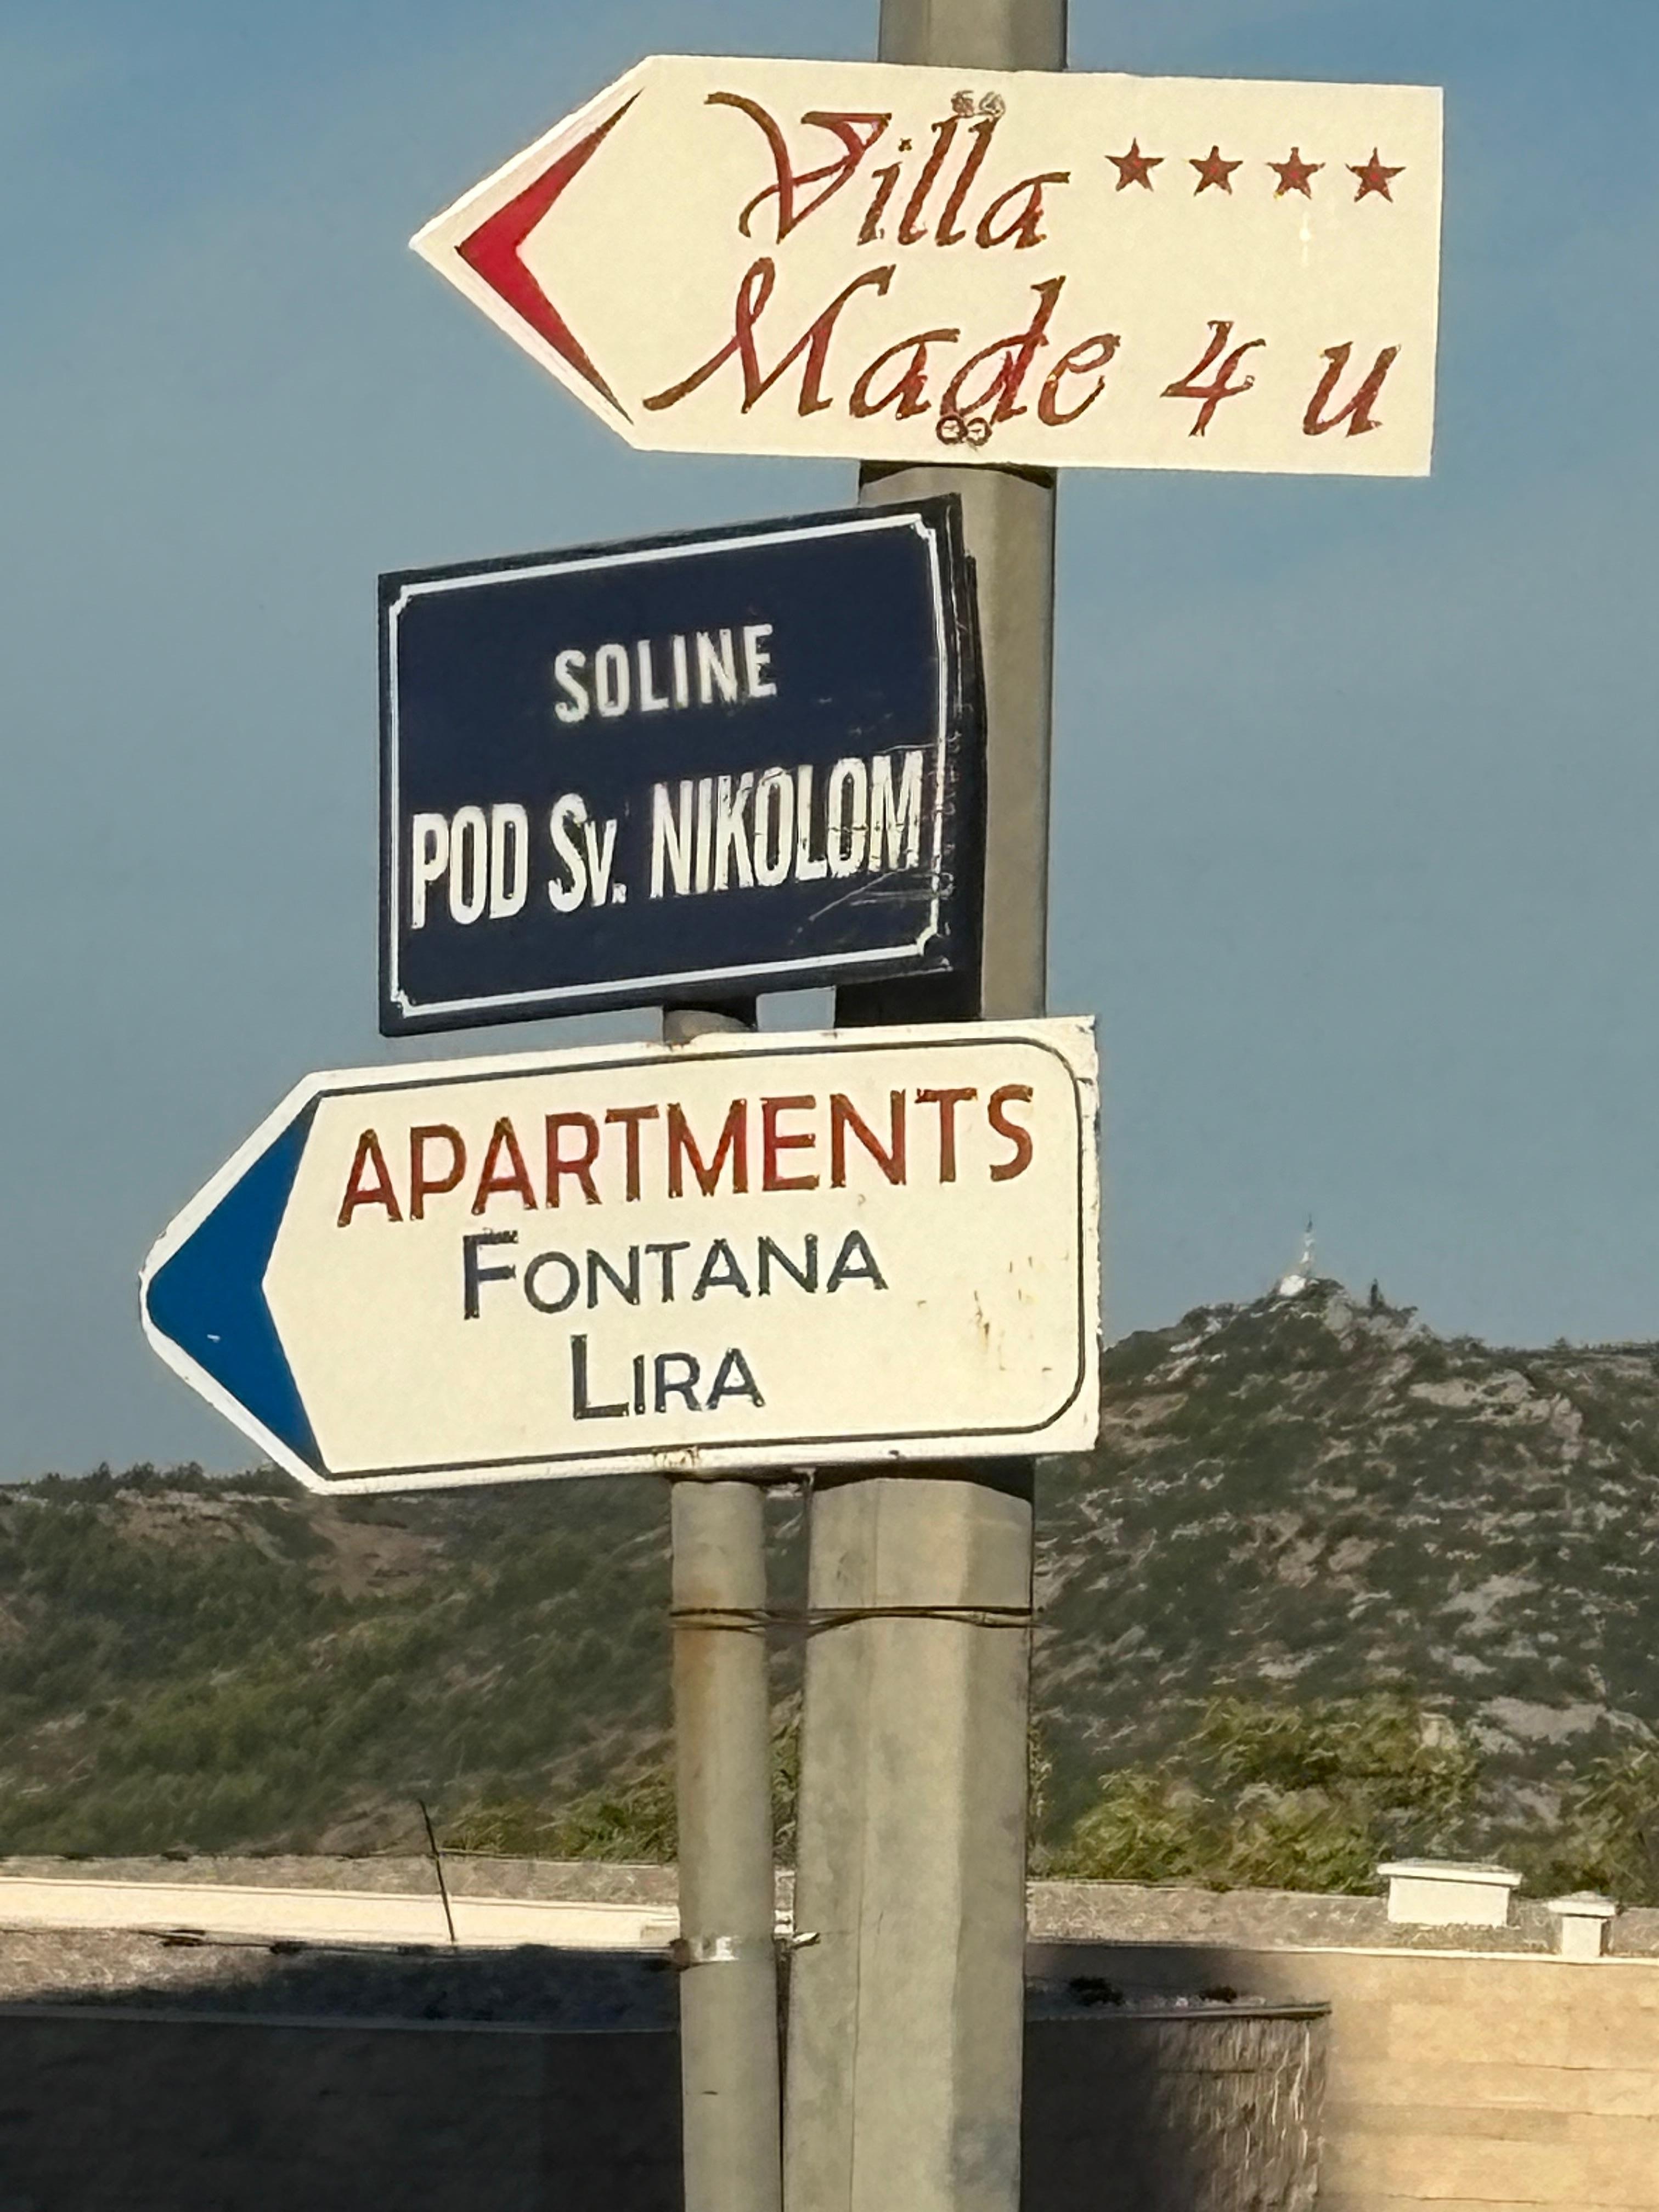 Villa ★★★★
Made 4 u
SOLINE
POD Sv. NIKOLOM
APARTMENTS
FONTANA
LIRA